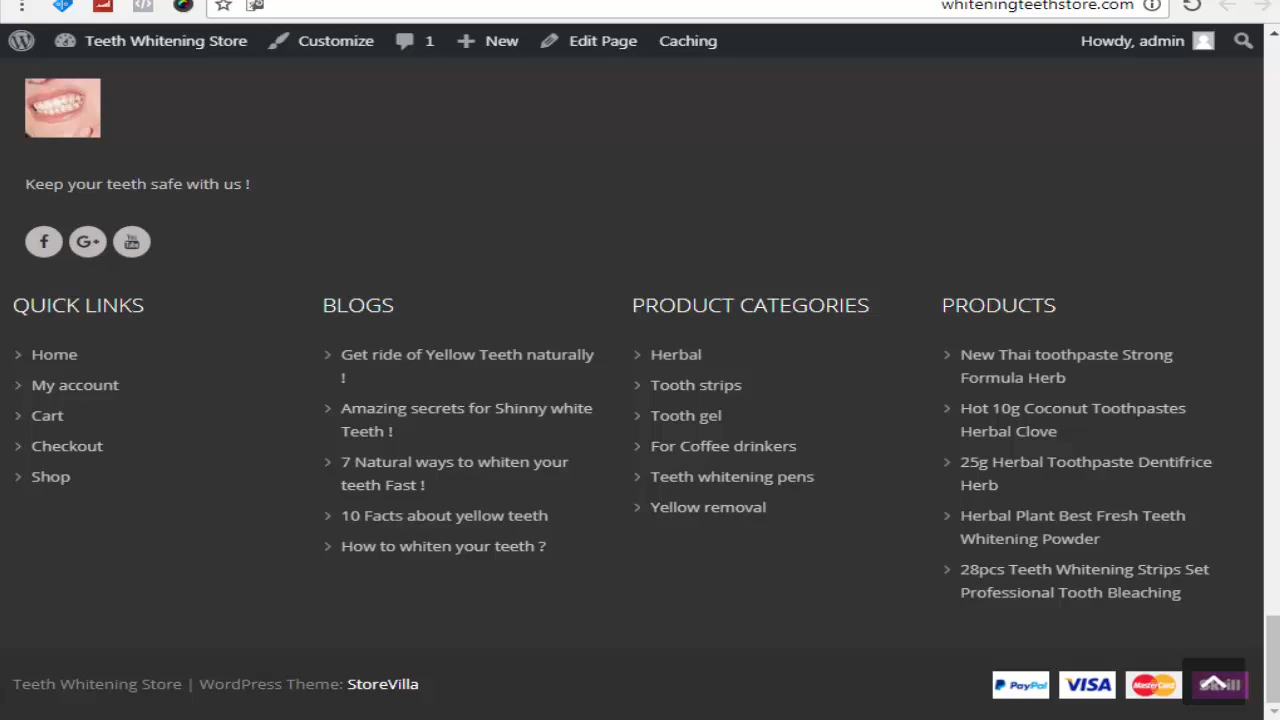 whiteningteethstore.com
Teeth Whitening Store Customize 1 New Edit Page Caching Howdy, admin
Keep your teeth safe with us !
f G+ You Tube
QUICK LINKS
Home
My account
Cart
Checkout
Shop
BLOGS
Get ride of Yellow Teeth naturally
!
Amazing secrets for Shinny white
Teeth !
7 Natural ways to whiten your
teeth Fast !
10 Facts about yellow teeth
How to whiten your teeth ?
PRODUCT CATEGORIES
Herbal
Tooth strips
Tooth gel
For Coffee drinkers
Teeth whitening pens
Yellow removal
PRODUCTS
New Thai toothpaste Strong
Formula Herb
Hot 10g Coconut Toothpastes
Herbal Clove
25g Herbal Toothpaste Dentifrice
Herb
Herbal Plant Best Fresh Teeth
Whitening Powder
28pcs Teeth Whitening Strips Set
Professional Tooth Bleaching
Teeth Whitening Store | WordPress Theme: StoreVilla
PayPal VISA MasterCard